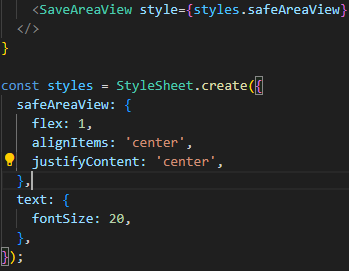 <SaveAreaView style={styles.safeAreaView}
</>
}
const styles = StyleSheet.create({
safeAreaView: {
flex: 1,
alignItems: 'center',
justifyContent: 'center',
},
text: {
fontSize: 20,
},
});